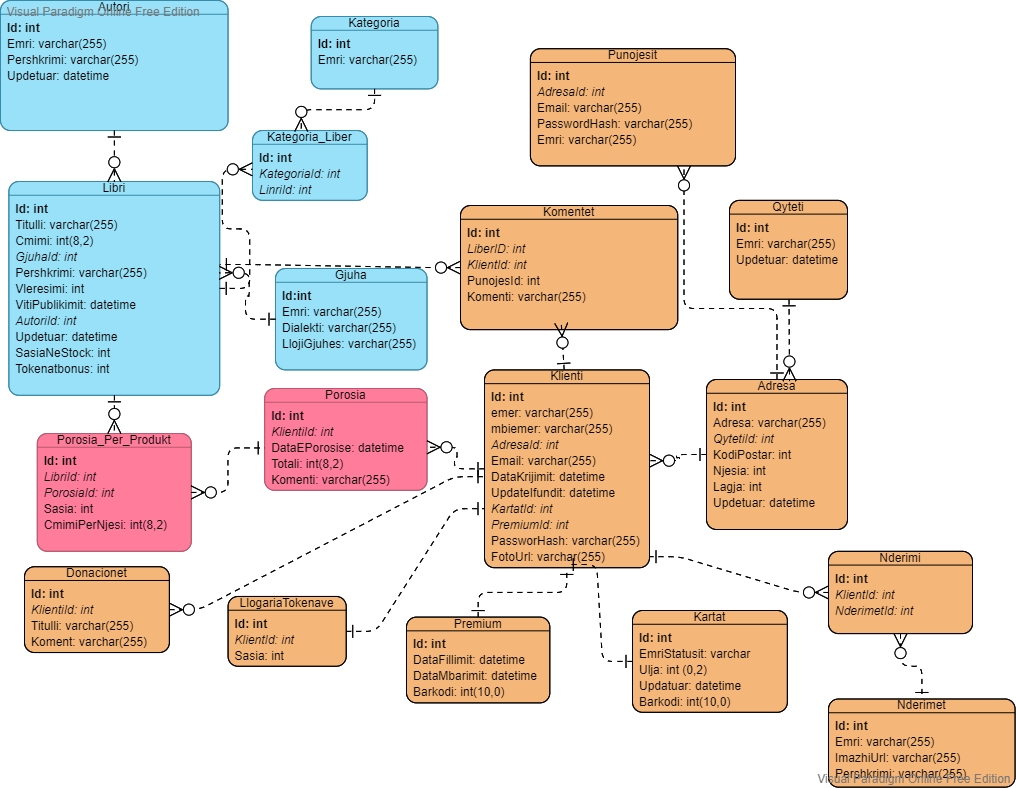 Visual Paradigm Online Free Edition
Autori
Id: int
Emri: varchar(255)
Pershkrimi: varchar(255)
Updetuar: datetime
Kategoria
Id: int
Emri: varchar(255)
Kategoria_Liber
Id: int
KategoriaId: int
LinriId: int
Punojesit
Id: int
AdresaId: int
Email: varchar(255)
PasswordHash: varchar(255)
Emri: varchar(255)
Libri
Id: int
Titulli: varchar(255)
Cmimi: int(8,2)
GjuhaId: int
Pershkrimi: varchar(255)
Vleresimi: int
VitiPublikimit: datetime
AutoriId: int
Updetuar: datetime
SasiaNeStock: int
Tokenatbonus: int
Gjuha
Id:int
Emri: varchar(255)
Dialekti: varchar(255)
LlojiGjuhes: varchar(255)
Komentet
Id: int
LiberID: int
KlientId: int
PunojesId: int
Komenti: varchar(255)
Qyteti
Id: int
Emri: varchar(255)
Updetuar: datetime
Porosia_Per_Produkt
Id: int
LibriId: int
PorosiaId: int
Sasia: int
CmimiPerNjesi: int(8,2)
Porosia
Id: int
KlientiId: int
DataEPorosise: datetime
Totali: int(8,2)
Komenti: varchar(255)
Klienti
Id: int
emer: varchar(255)
mbiemer: varchar(255)
AdresaId: int
Email: varchar(255)
DataKrijimit: datetime
UpdateIfundit: datetime
KartatId: int
PremiumId: int
PassworHash: varchar(255)
FotoUrl: varchar(255)
Adresa
Id: int
Adresa: varchar(255)
QytetiId: int
KodiPostar: int
Njesia: int
Lagja: int
Updetuar: datetime
Donacionet
Id: int
KlientiId: int
Titulli: varchar(255)
Koment: varchar(255)
LlogariaTokenave
Id: int
KlientId: int
Sasia: int
Premium
Id: int
DataFillimit: datetime
DataMbarimit: datetime
Barkodi: int(10,0)
Kartat
Id: int
EmriStatusit: varchar
Ulja: int (0,2)
Updatuar: datetime
Barkodi: int(10,0)
Nderimi
Id: int
KlientiId: int
NderimetId: int
Nderimet
Id: int
Emri: varchar(255)
ImazhiUrl: varchar(255)
Pershkrimi: varchar(255)
Visual Paradigm Online Free Edition